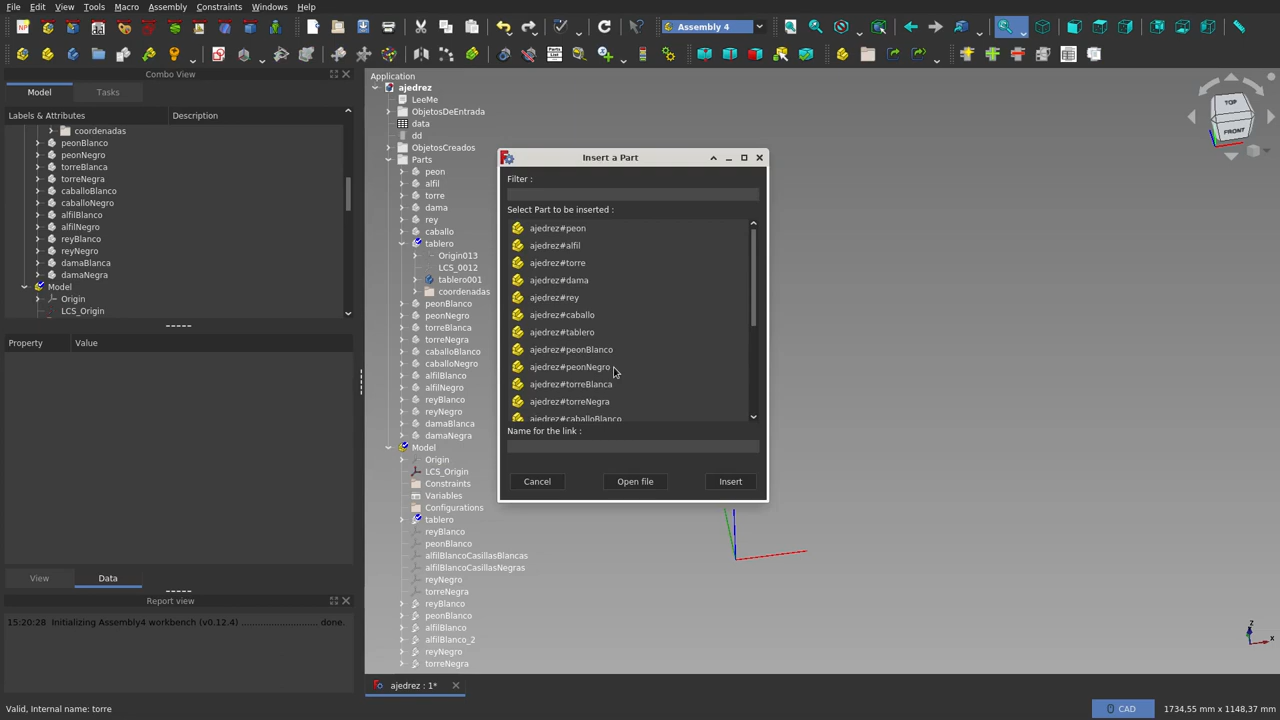 File Edit View Tools Macro Assembly Constraints Windows Help
Assembly 4
Combo View
Model Tasks
Labels & Attributes Description
coordenadas
peonBlanco
peonNegro
torreBlanca
torreNegra
caballoBlanco
caballoNegro
alfilBlanco
alfilNegro
reyBlanco
reyNegro
damaBlanca
damaNegra
Model
Origin
LCS_Origin
Property Value
View Data
Report view
15:20:28 Initializing Assembly4 workbench (v0.12.4) ............................ done.
Application
ajedrez
LeeMe
ObjetosDeEntrada
data
dd
ObjetosCreados
Parts
peon
alfil
torre
dama
rey
caballo
tablero
Origin013
LCS_0012
tablero001
coordenadas
peonBlanco
peonNegro
torreBlanca
torreNegra
caballoBlanco
caballoNegro
alfilBlanco
alfilNegro
reyBlanco
reyNegro
damaBlanca
damaNegra
Model
Origin
LCS_Origin
Constraints
Variables
Configurations
tablero
reyBlanco
peonBlanco
alfilBlancoCasillasBlancas
alfilBlancoCasillasNegras
reyNegro
torreNegra
reyBlanco
peonBlanco
alfilBlanco
alfilBlanco_2
reyNegro
torreNegra
Insert a Part
Filter :
Select Part to be inserted :
ajedrez#peon
ajedrez#alfil
ajedrez#torre
ajedrez#dama
ajedrez#rey
ajedrez#caballo
ajedrez#tablero
ajedrez#peonBlanco
ajedrez#peonNegro
ajedrez#torreBlanca
ajedrez#torreNegra
ajedrez#caballoBlanco
Name for the link :
Cancel Open file Insert
TOP
FRONT
Z
X
ajedrez : 1*
Valid, Internal name: torre
CAD 1734,55 mm x 1148,37 mm